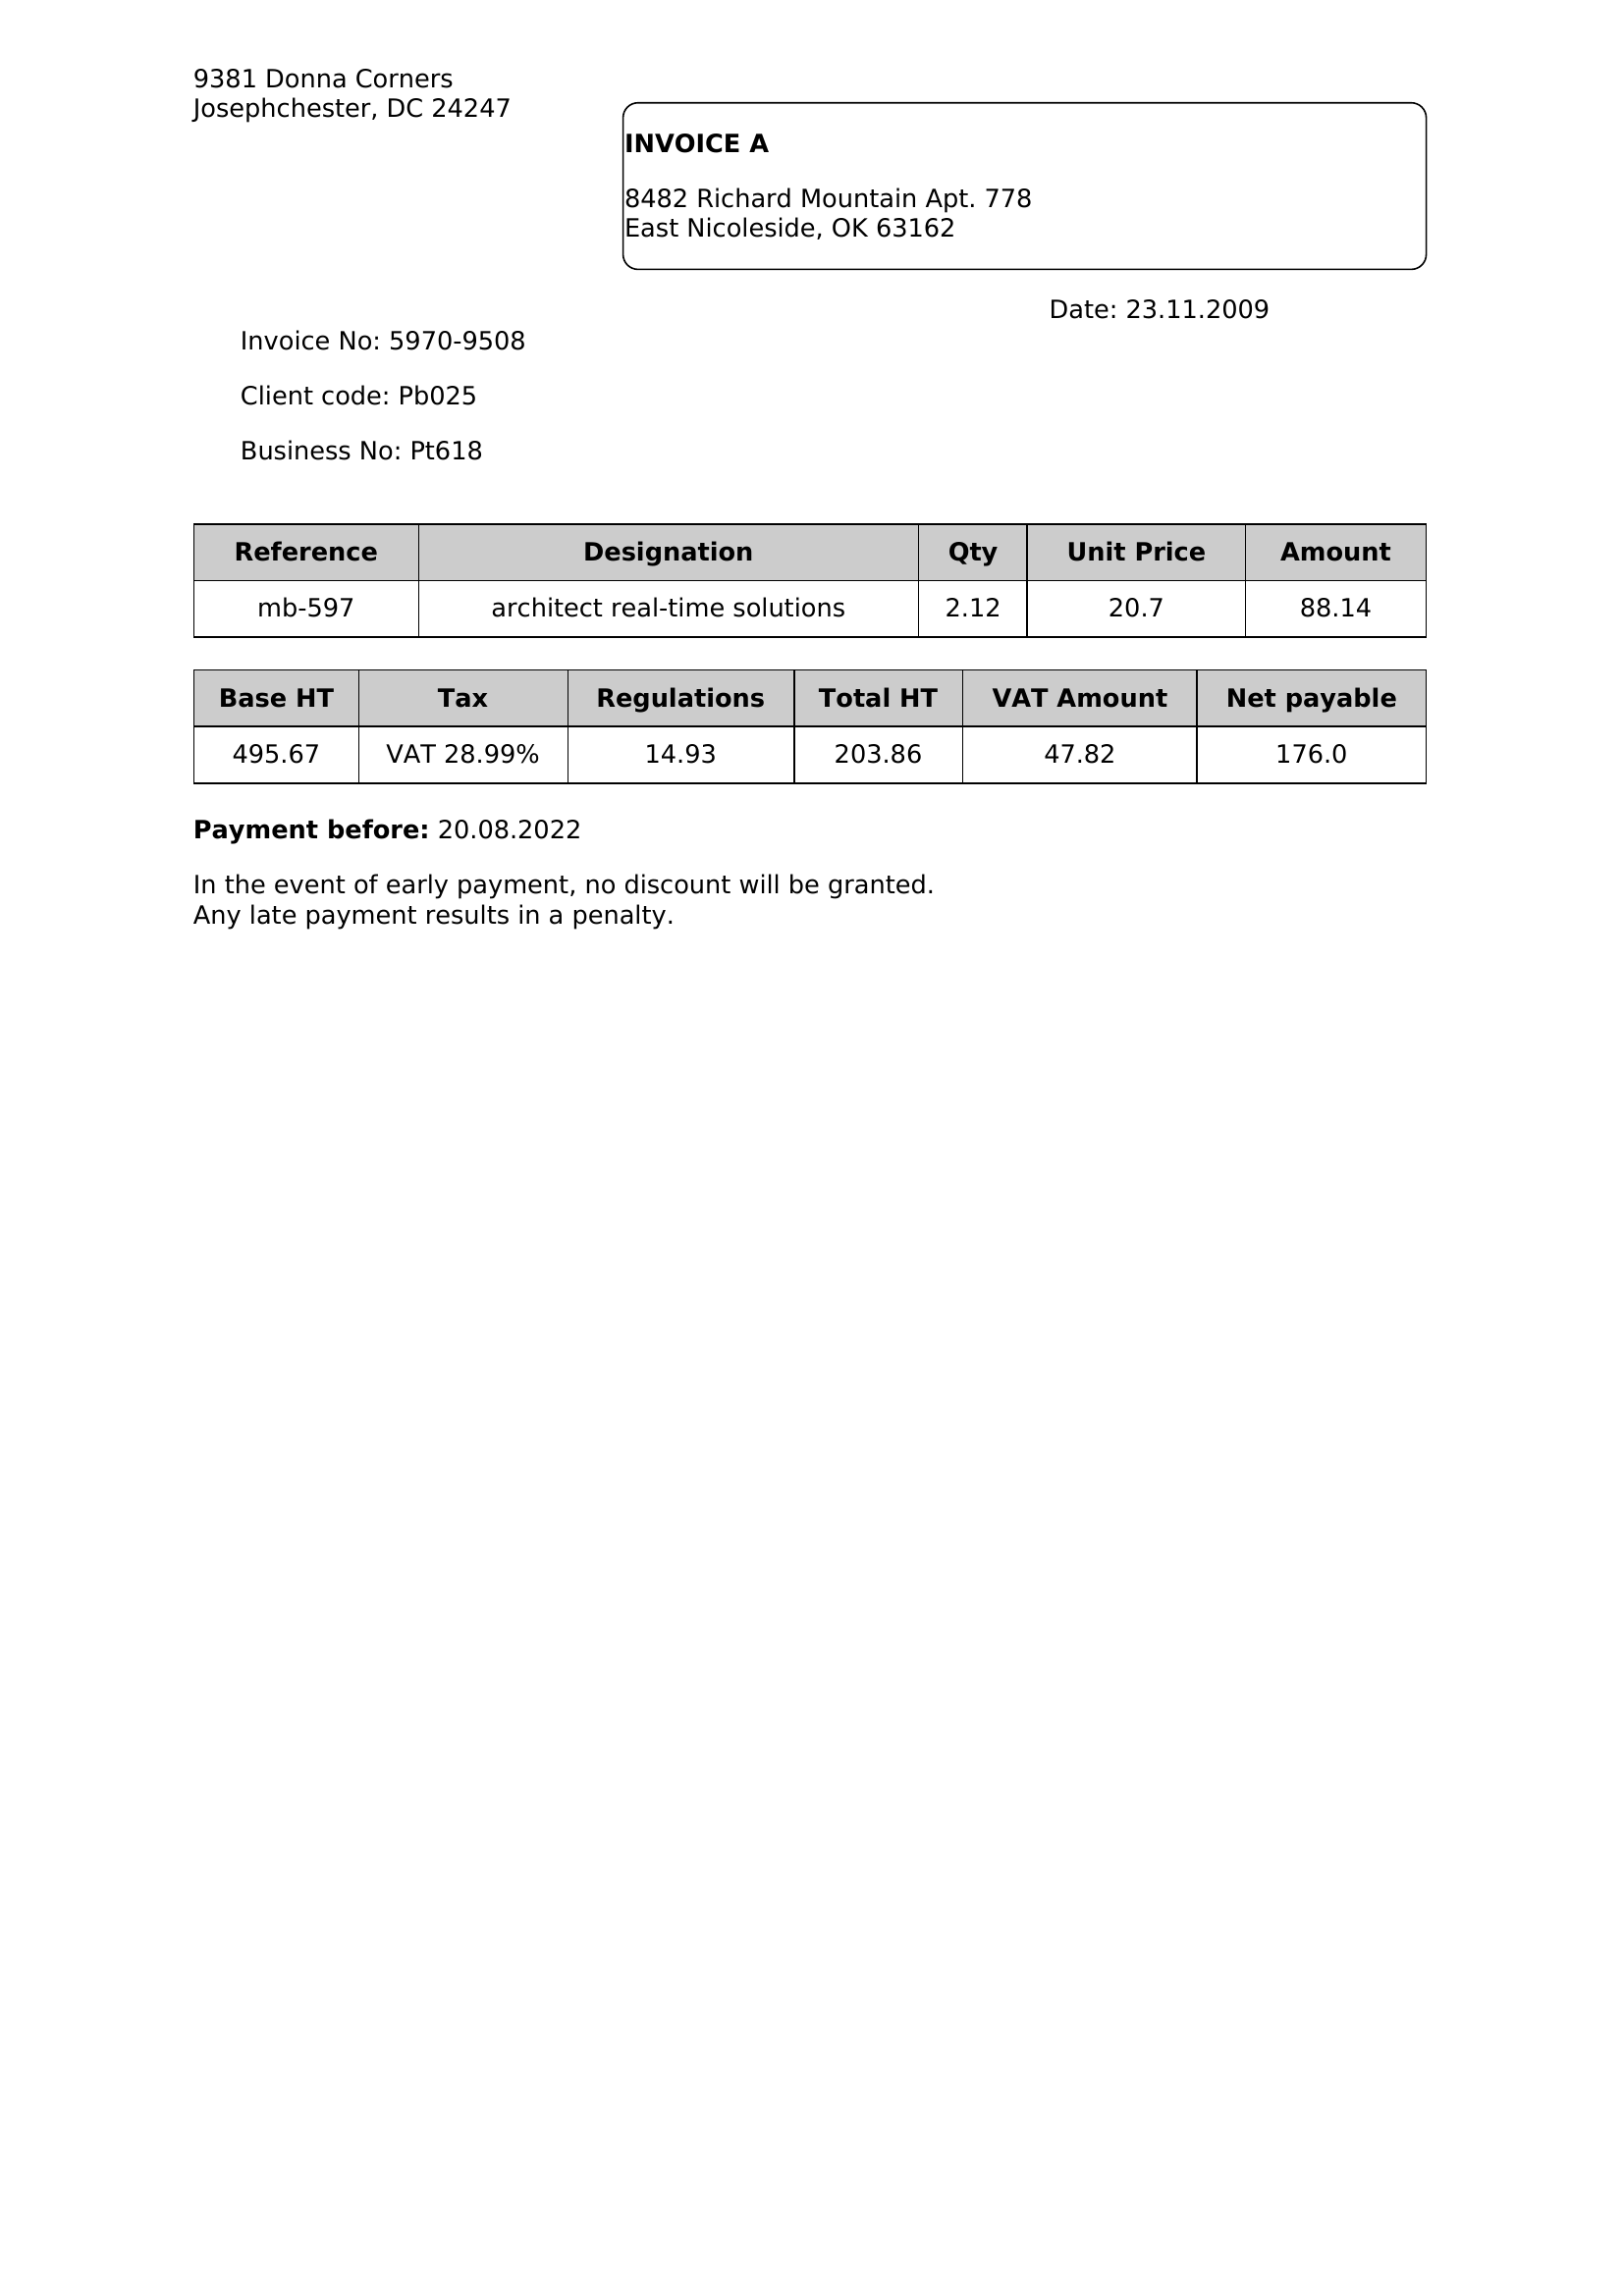 9381 Donna Corners
Josephchester, DC 24247
INVOICE A
8482 Richard Mountain Apt. 778
East Nicoleside, OK 63162
Date: 23.11.2009
Invoice No: 5970-9508
Client code: Pb025
Business No: Pt618
Reference Designation Qty Unit Price Amount
mb-597 architect real-time solutions 2.12 20.7 88.14
Base HT Tax Regulations Total HT VAT Amount Net payable
495.67 VAT 28.99% 14.93 203.86 47.82 176.0
Payment before: 20.08.2022
In the event of early payment, no discount will be granted.
Any late payment results in a penalty.